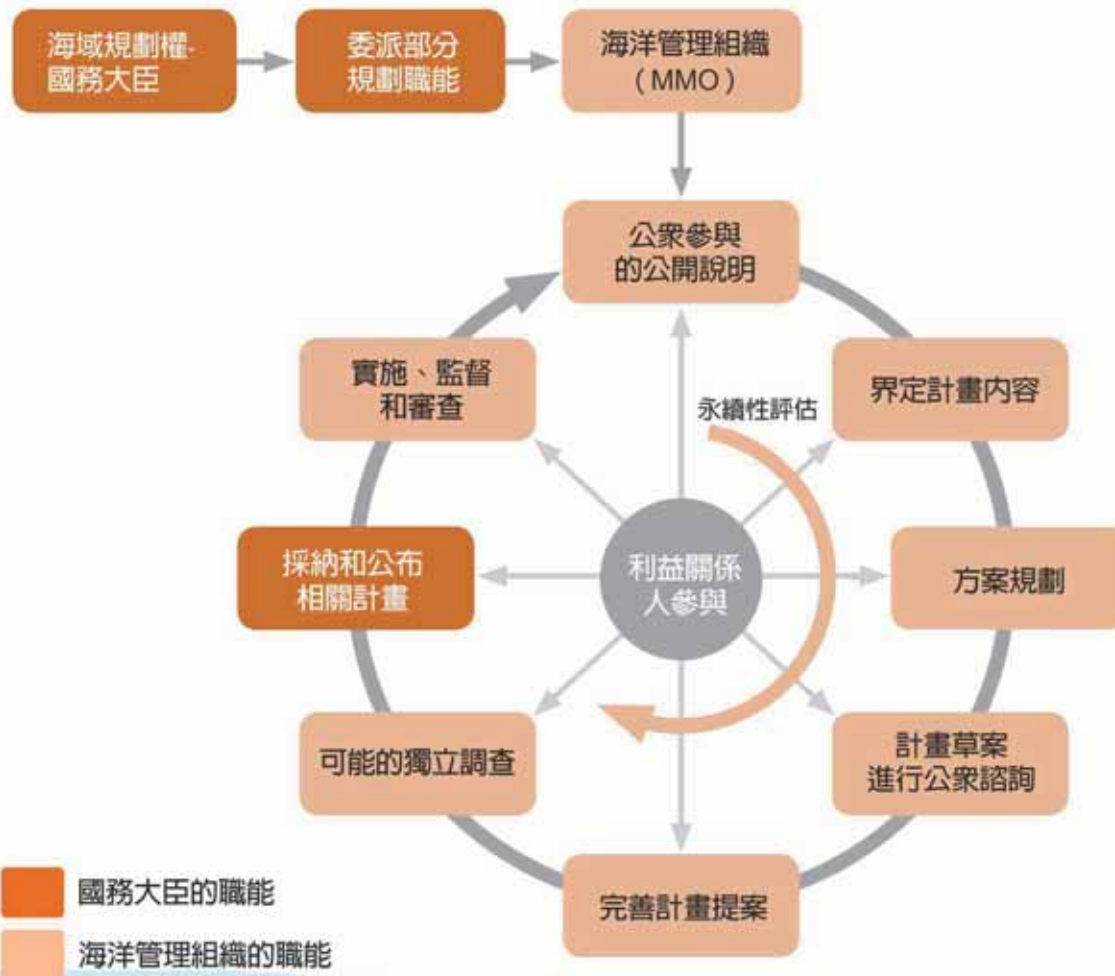 海域規劃權-
國務大臣
委派部分
規劃職能
海洋管理組織
（MMO）
公眾參與
的公開說明
界定計畫內容
方案規劃
計畫草案
進行公眾諮詢
完善計畫提案
可能的獨立調查
採納和公布
相關計畫
實施、監督
和審查
永續性評估
利益關係
人參與
國務大臣的職能
海洋管理組織的職能